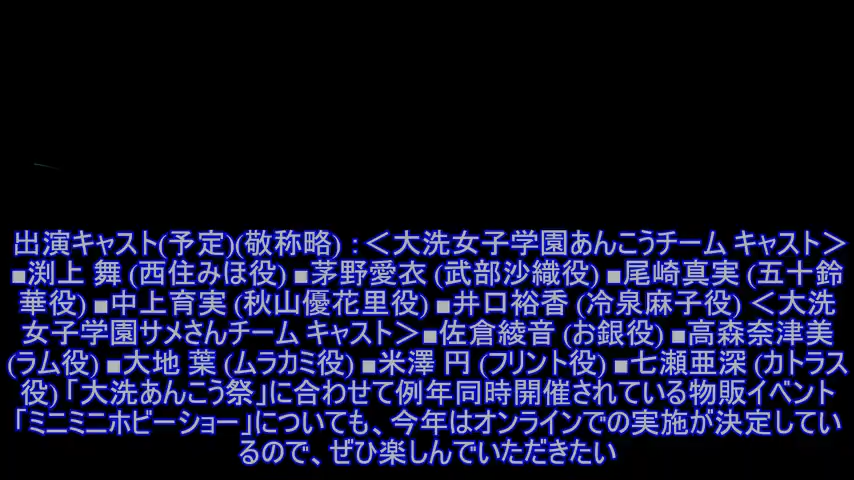 出演キャスト(予定)(敬称略)：＜大洗女子学園あんこうチーム キャスト＞
■渕上 舞 (西住みほ役) ■茅野愛衣 (武部沙織役) ■尾崎真実 (五十鈴
華役) ■中上育実 (秋山優花里役) ■井口裕香 (冷泉麻子役) ＜大洗
女子学園サメさんチーム キャスト＞■佐倉綾音 (お銀役) ■高森奈津美
(ラム役) ■大地 葉 (ムラカミ役) ■米澤 円 (フリント役) ■七瀬亜深 (カトラス
役) 「大洗あんこう祭」に合わせて例年同時開催されている物販イベント
「ミニミニホビーショー」についても、今年はオンラインでの実施が決定してい
るので、ぜひ楽しんでいただきたい